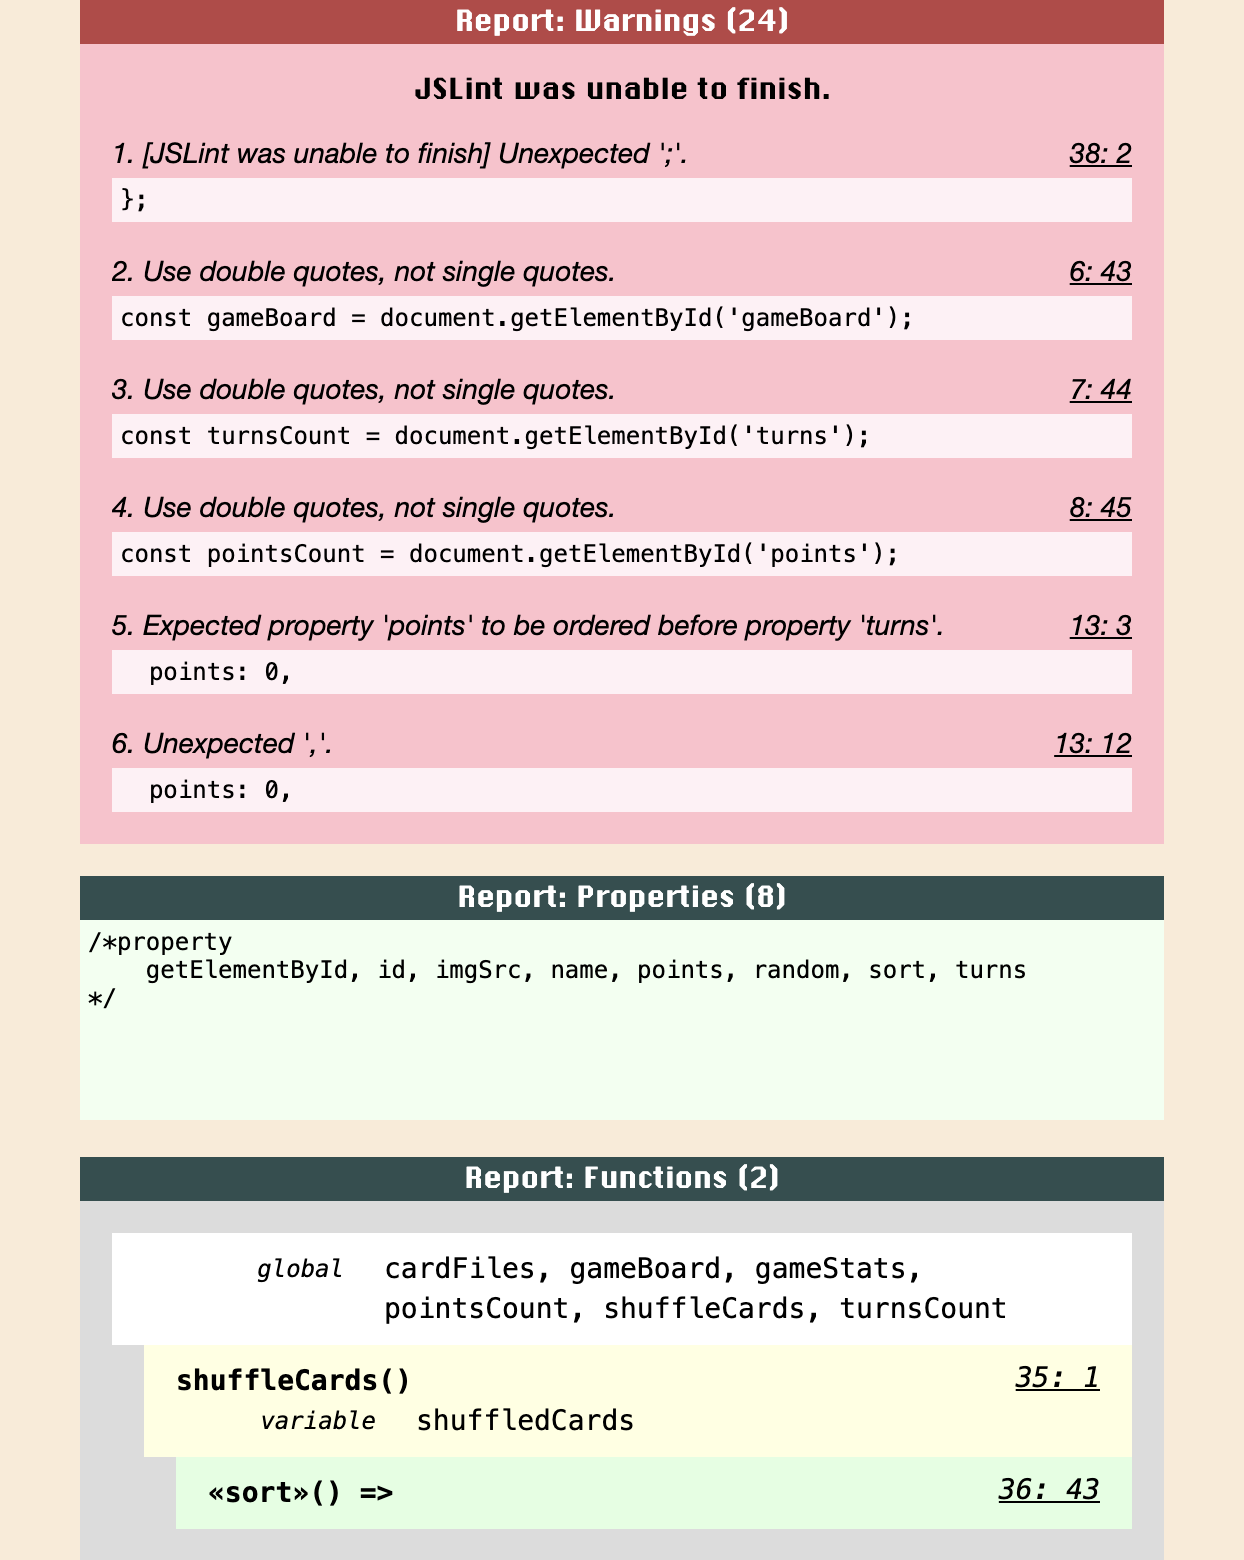 Report: Warnings (24)
JSLint was unable to finish.
1. [JSLint was unable to finish] Unexpected ';'. 38: 2
};
2. Use double quotes, not single quotes. 6: 43
const gameBoard = document.getElementById('gameBoard');
3. Use double quotes, not single quotes. 7: 44
const turnsCount = document.getElementById('turns');
4. Use double quotes, not single quotes. 8: 45
const pointsCount = document.getElementById('points');
5. Expected property 'points' to be ordered before property 'turns'. 13: 3
points: 0,
6. Unexpected ','. 13: 12
points: 0,
Report: Properties (8)
/*property
getElementById, id, imgSrc, name, points, random, sort, turns
*/
Report: Functions (2)
global cardFiles, gameBoard, gameStats,
pointsCount, shuffleCards, turnsCount
shuffleCards() 35: 1
variable shuffledCards
«sort»() => 36: 43